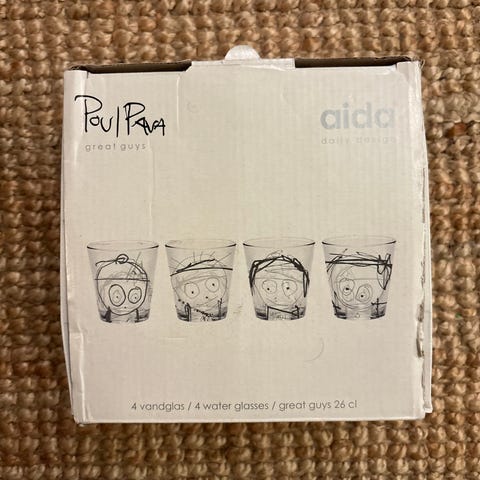 Poul Pava
great guys
aida
daily design
4 vandglas / 4 water glasses / great guys 26 cl